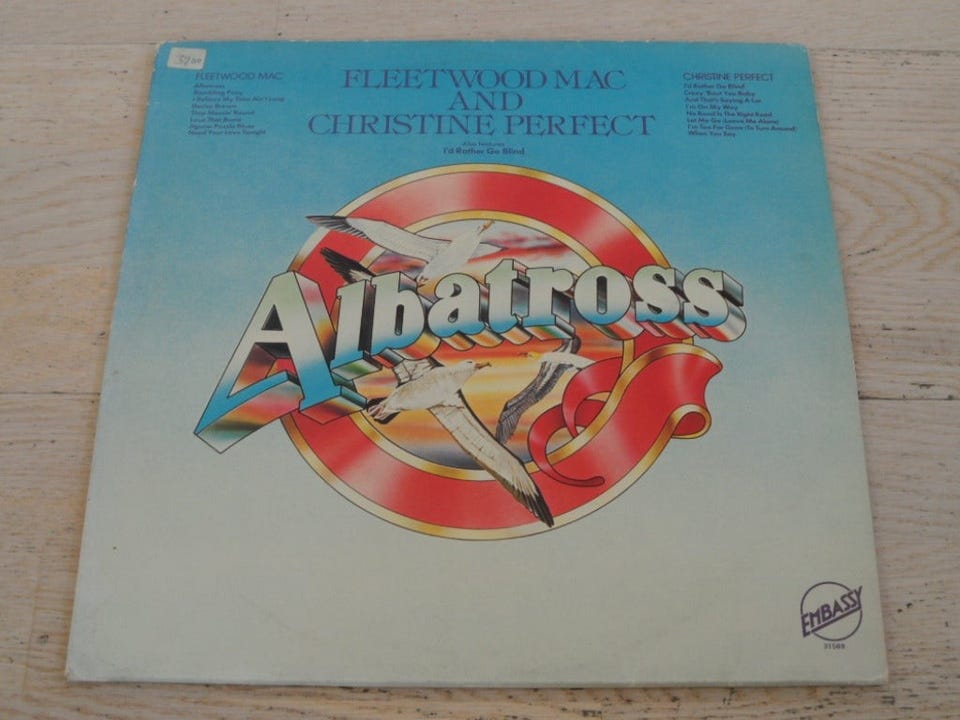 37.00
FLEETWOOD MAC
Albatross
Rambling Pony
I Believe My Time Ain't Long
Doctor Brown
Stop Messin' Round
Love That Burns
Jigsaw Puzzle Blues
Need Your Love Tonight
FLEETWOOD MAC
AND
CHRISTINE PERFECT
Also features
I'd Rather Go Blind
CHRISTINE PERFECT
I'd Rather Go Blind
Crazy 'Bout You Baby
And That's Saying A Lot
I'm On My Way
No Road Is The Right Road
Let Me Go (Leave Me Alone)
I'm Too Far Gone (To Turn Around)
When You Say
Albatross
EMBASSY
31569